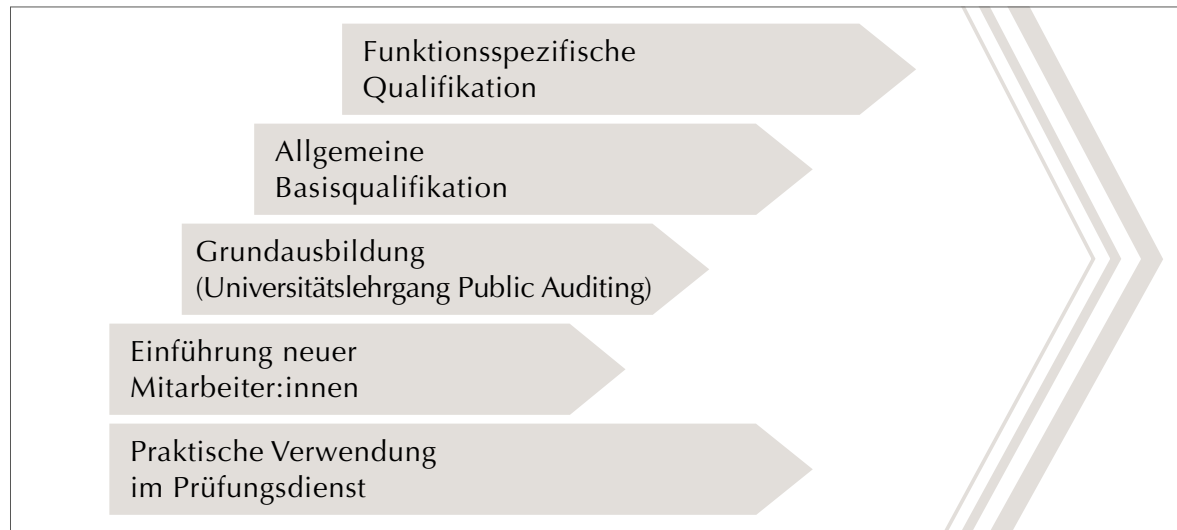 Funktionsspezifische
Qualifikation
Allgemeine
Basisqualifikation
Grundausbildung
(Universitätslehrgang Public Auditing)
Einführung neuer
Mitarbeiter:innen
Praktische Verwendung
im Prüfungsdienst